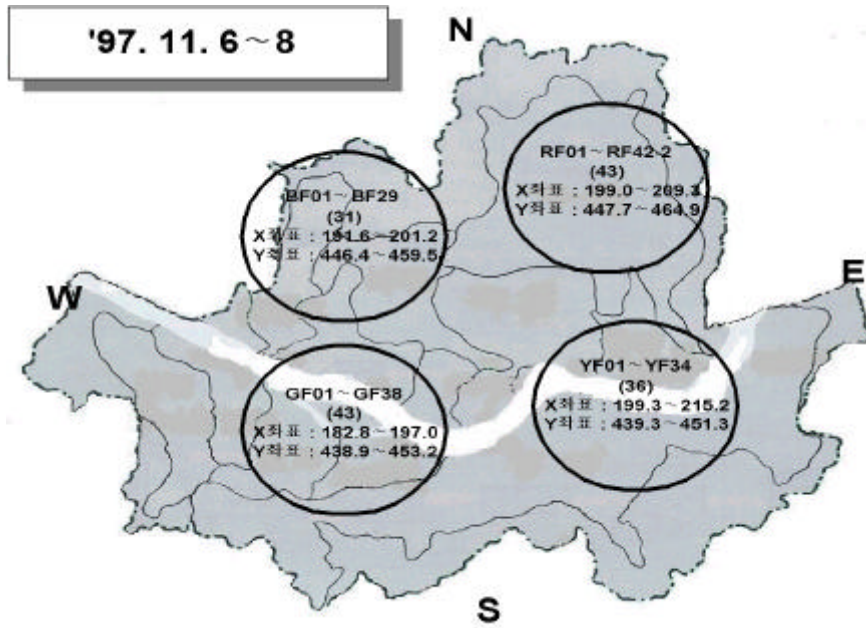 '97. 11. 6～8
N
RF01～RF42-2
(43)
X좌표 : 199.0～209.3
Y좌표 : 447.7～464.9
BF01～BF29
(31)
X좌표 : 191.6～201.2
Y좌표 : 446.4～459.5
W
E
GF01～GF38
(43)
X좌표 : 182.8～197.0
Y좌표 : 438.9～453.2
YF01～YF34
(36)
X좌표 : 199.3～215.2
Y좌표 : 439.3～451.3
S